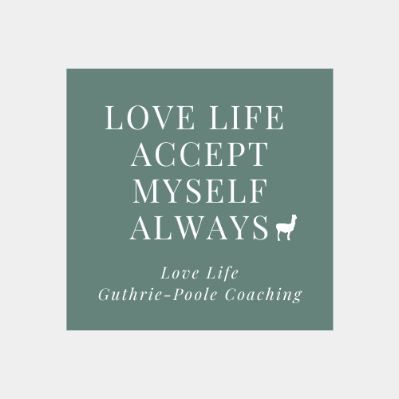 LOVE LIFE
ACCEPT
MYSELF
ALWAYS
Love Life
Guthrie-Poole Coaching